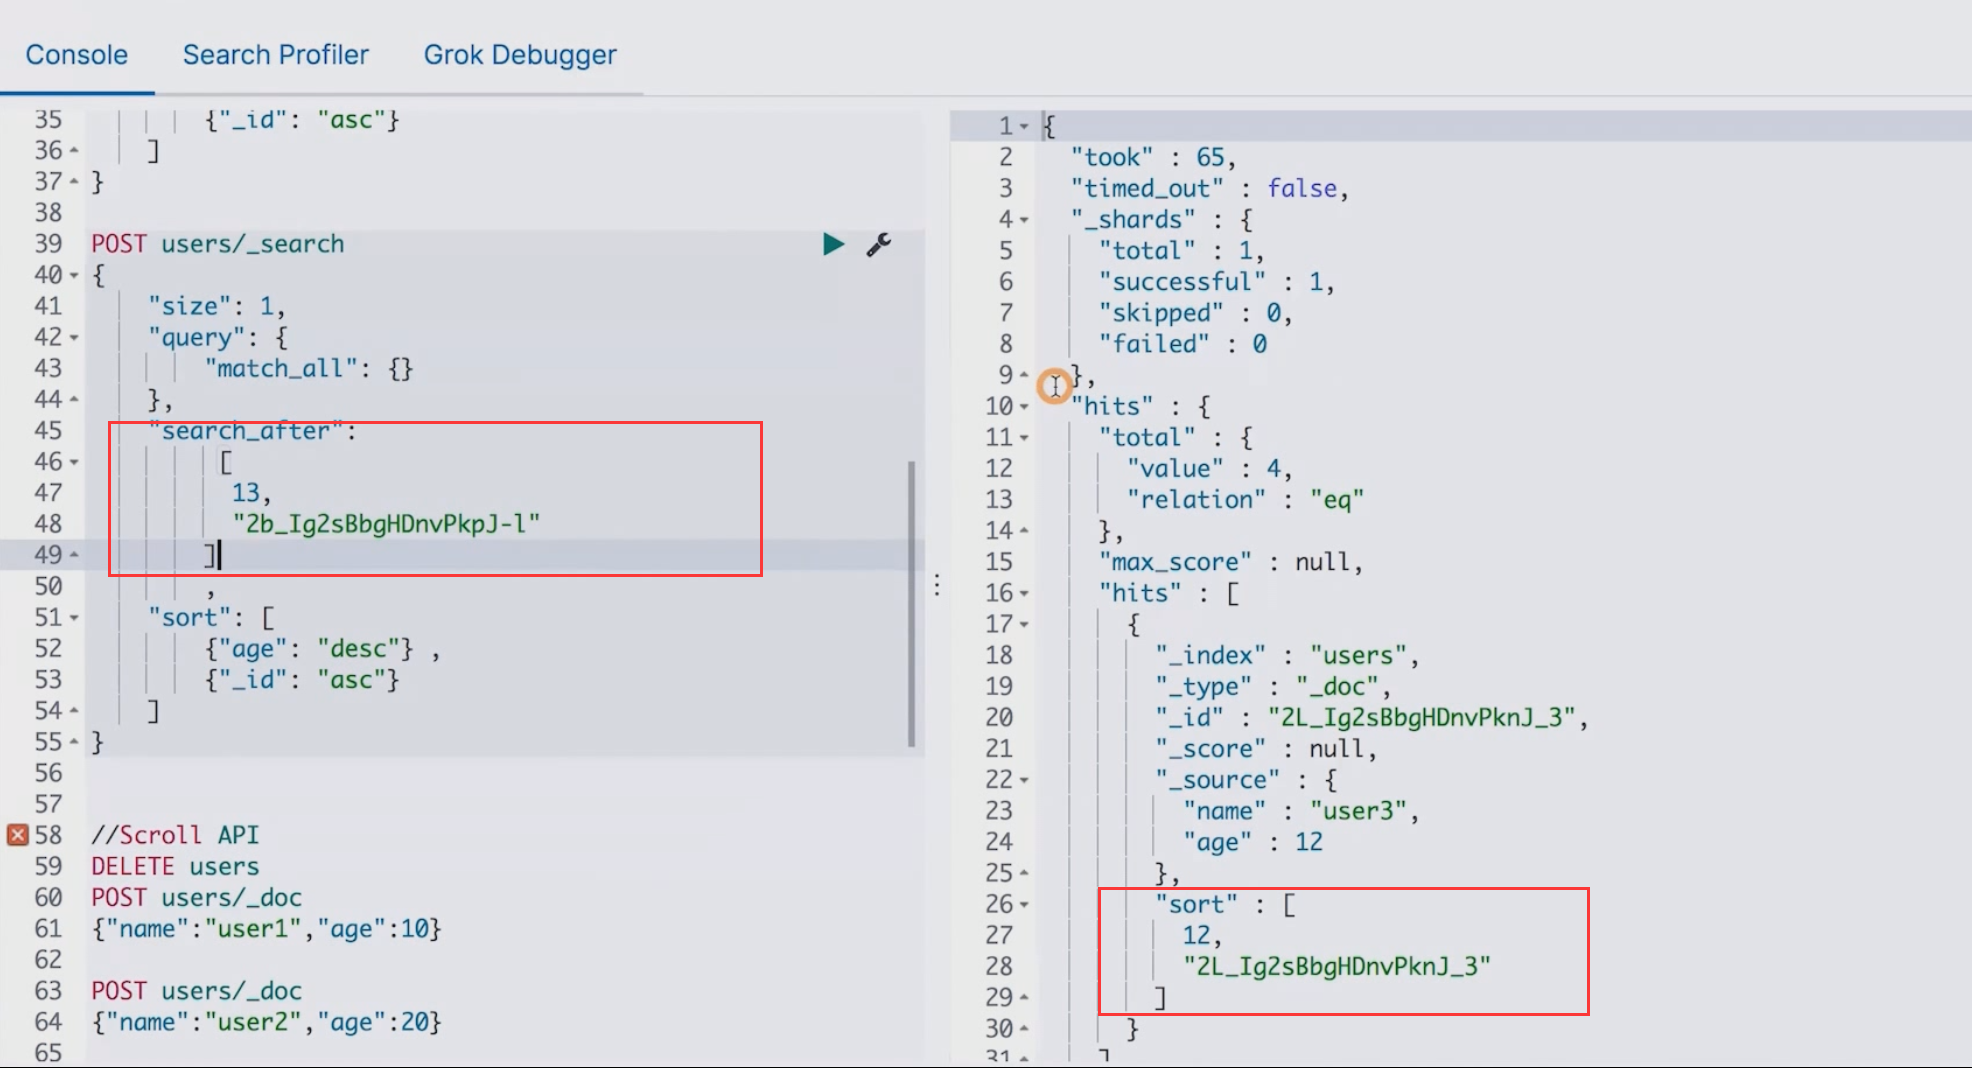 Console Search Profiler Grok Debugger
35 {"_id": "asc"}
36 ]
37 }
38
39 POST users/_search
40 {
41 "size": 1,
42 "query": {
43 "match_all": {}
44 },
45 "search_after":
46 [
47 13,
48 "2b_Ig2sBbgHDnvPkpJ-l"
49 ]
50 ,
51 "sort": [
52 {"age": "desc"} ,
53 {"_id": "asc"}
54 ]
55 }
56
57
58 //Scroll API
59 DELETE users
60 POST users/_doc
61 {"name":"user1","age":10}
62
63 POST users/_doc
64 {"name":"user2","age":20}
65
1 {
2 "took" : 65,
3 "timed_out" : false,
4 "_shards" : {
5 "total" : 1,
6 "successful" : 1,
7 "skipped" : 0,
8 "failed" : 0
9 },
10 "hits" : {
11 "total" : {
12 "value" : 4,
13 "relation" : "eq"
14 },
15 "max_score" : null,
16 "hits" : [
17 {
18 "_index" : "users",
19 "_type" : "_doc",
20 "_id" : "2L_Ig2sBbgHDnvPknJ_3",
21 "_score" : null,
22 "_source" : {
23 "name" : "user3",
24 "age" : 12
25 },
26 "sort" : [
27 12,
28 "2L_Ig2sBbgHDnvPknJ_3"
29 ]
30 }
31 ]